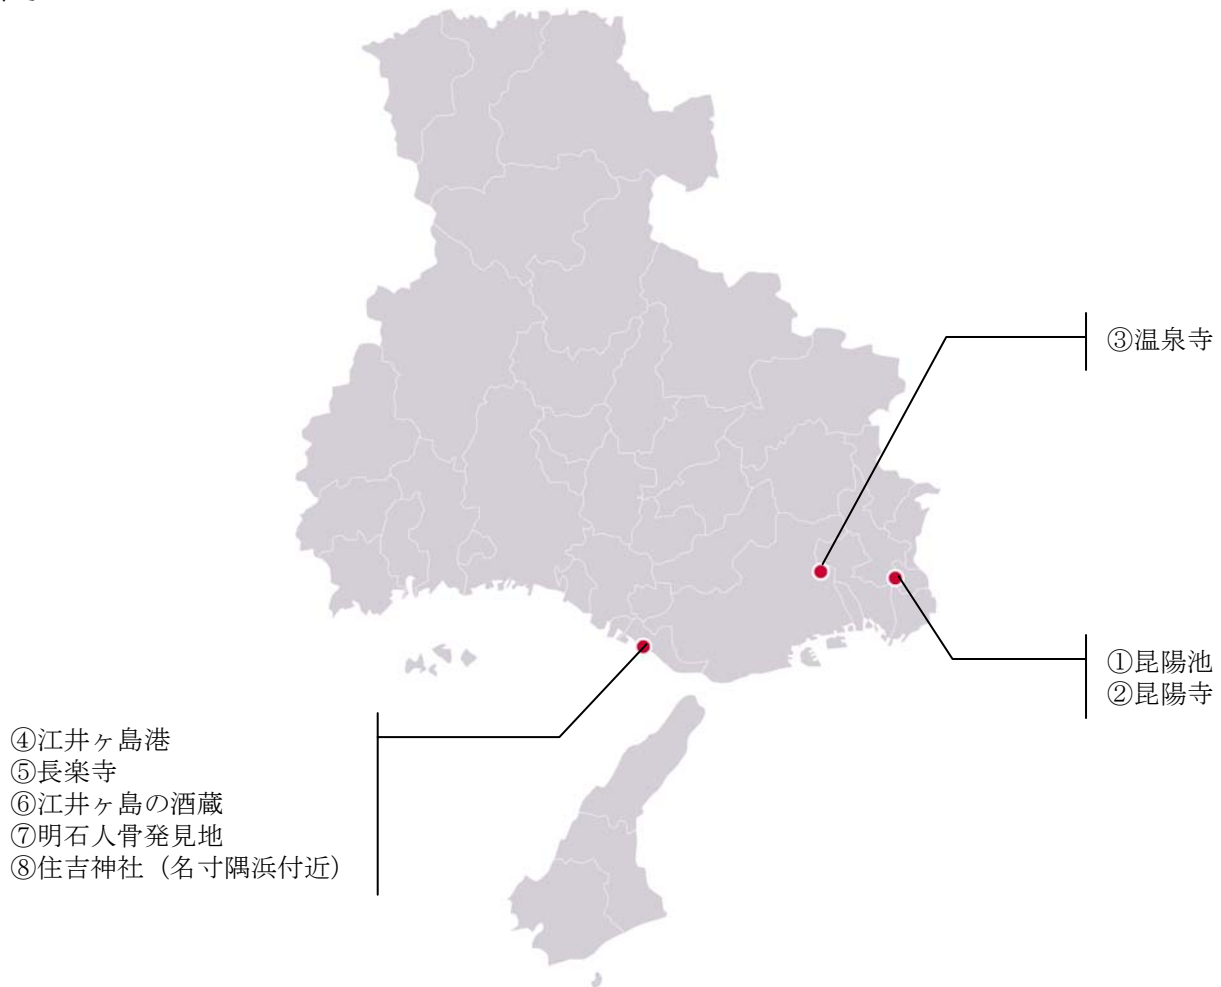 ③温泉寺
①昆陽池
②昆陽寺
④江井ヶ島港
⑤長楽寺
⑥江井ヶ島の酒蔵
⑦明石人骨発見地
⑧住吉神社（名寸隅浜付近）